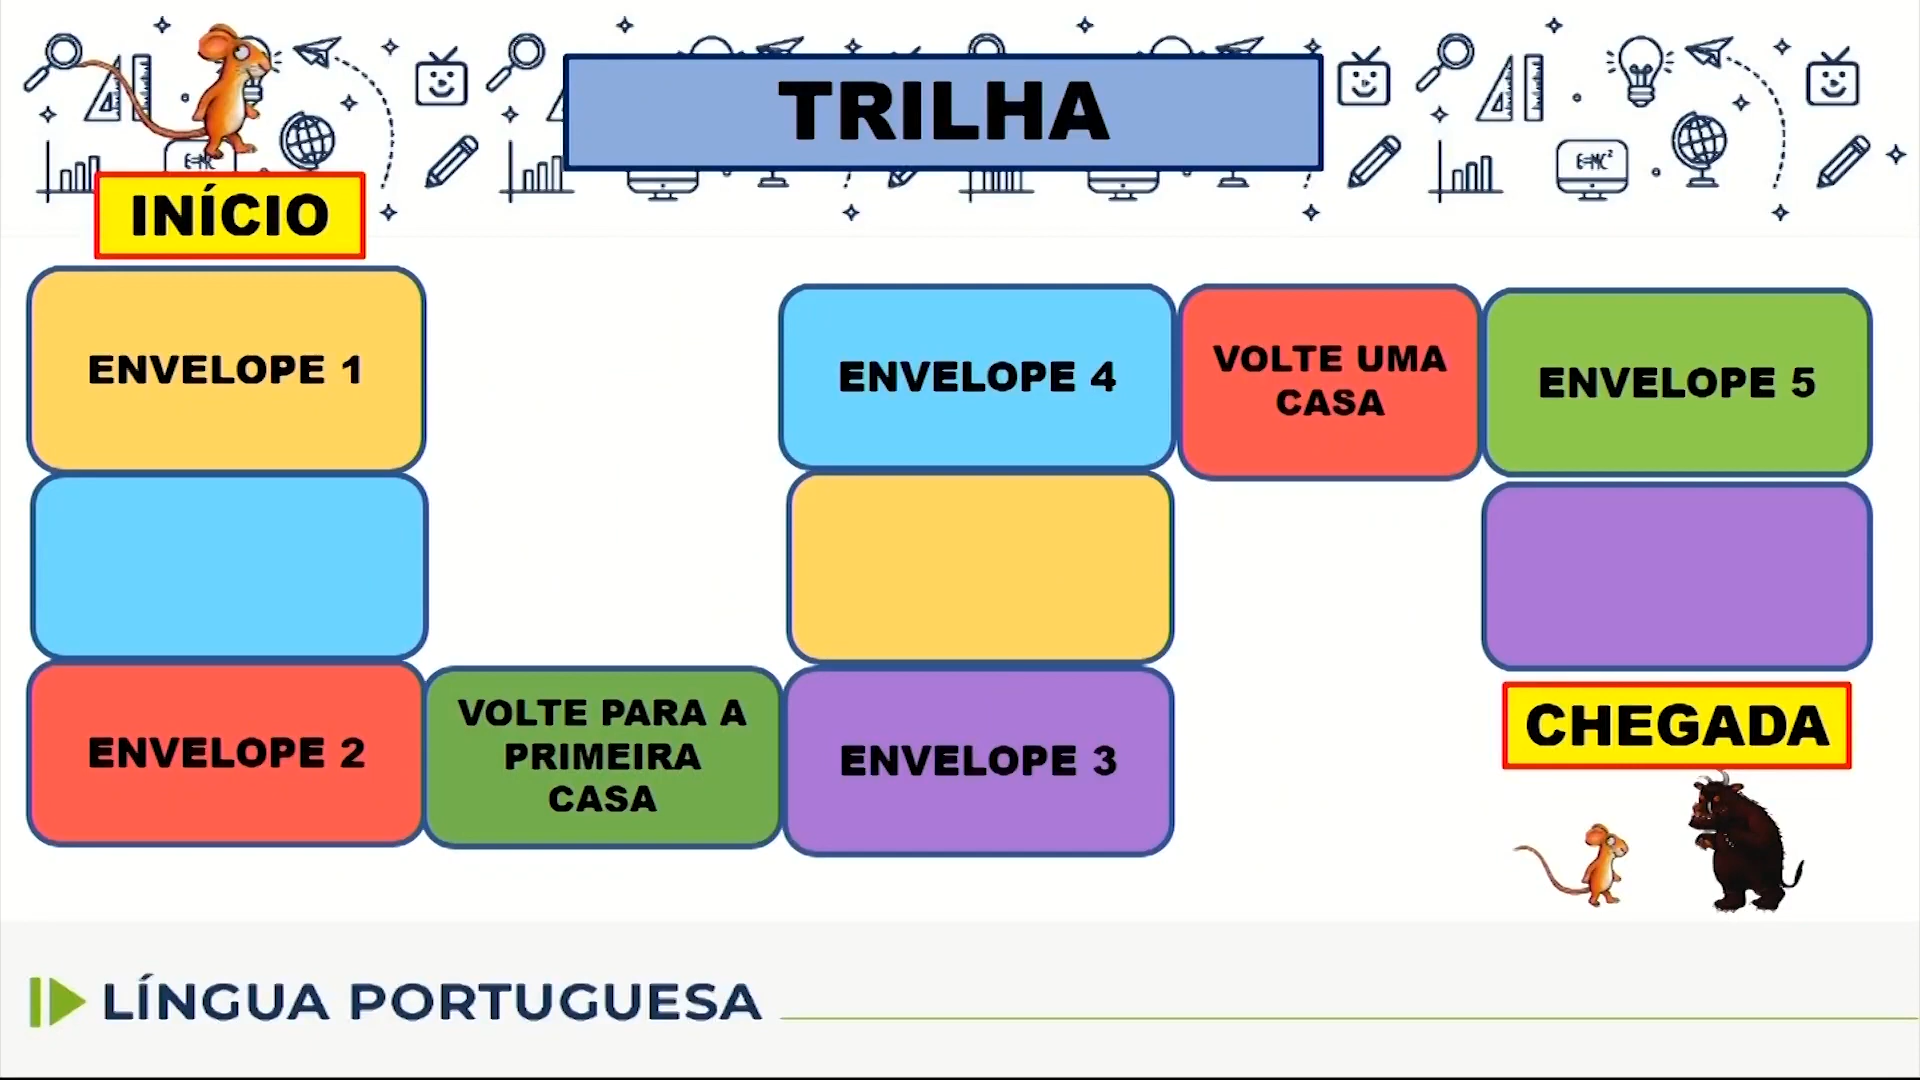 TRILHA
INÍCIO
ENVELOPE 1
ENVELOPE 4
VOLTE UMA
CASA
ENVELOPE 5
ENVELOPE 2
VOLTE PARA A
PRIMEIRA
CASA
ENVELOPE 3
CHEGADA
LÍNGUA PORTUGUESA
E=MC²